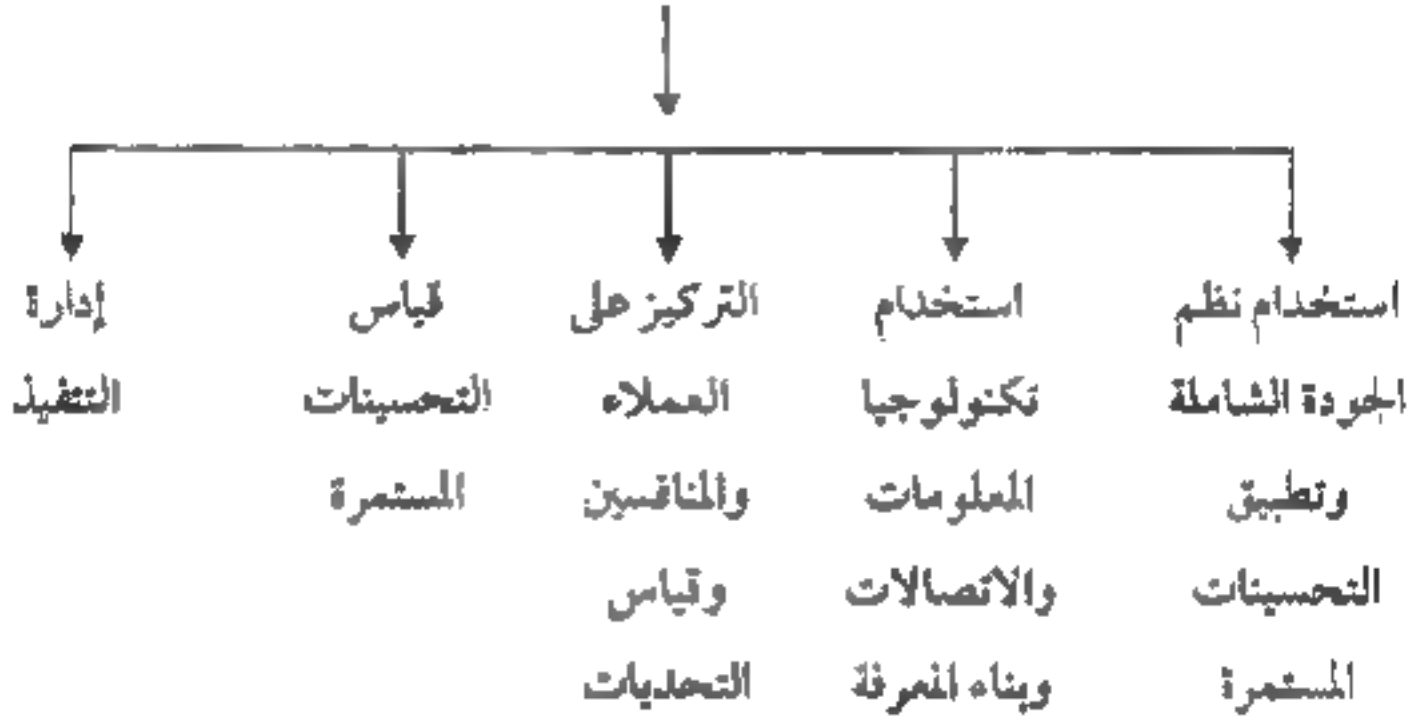 استخدام نظم
الجودة الشاملة
وتطبيق
التحسينات
المستمرة
استخدام
تكنولوجيا
المعلومات
والاتصالات
وبناء المعرفة
التركيز على
العملاء
والمنافسين
وقياس
التحديات
قياس
التحسينات
المستمرة
إدارة
التنفيذ